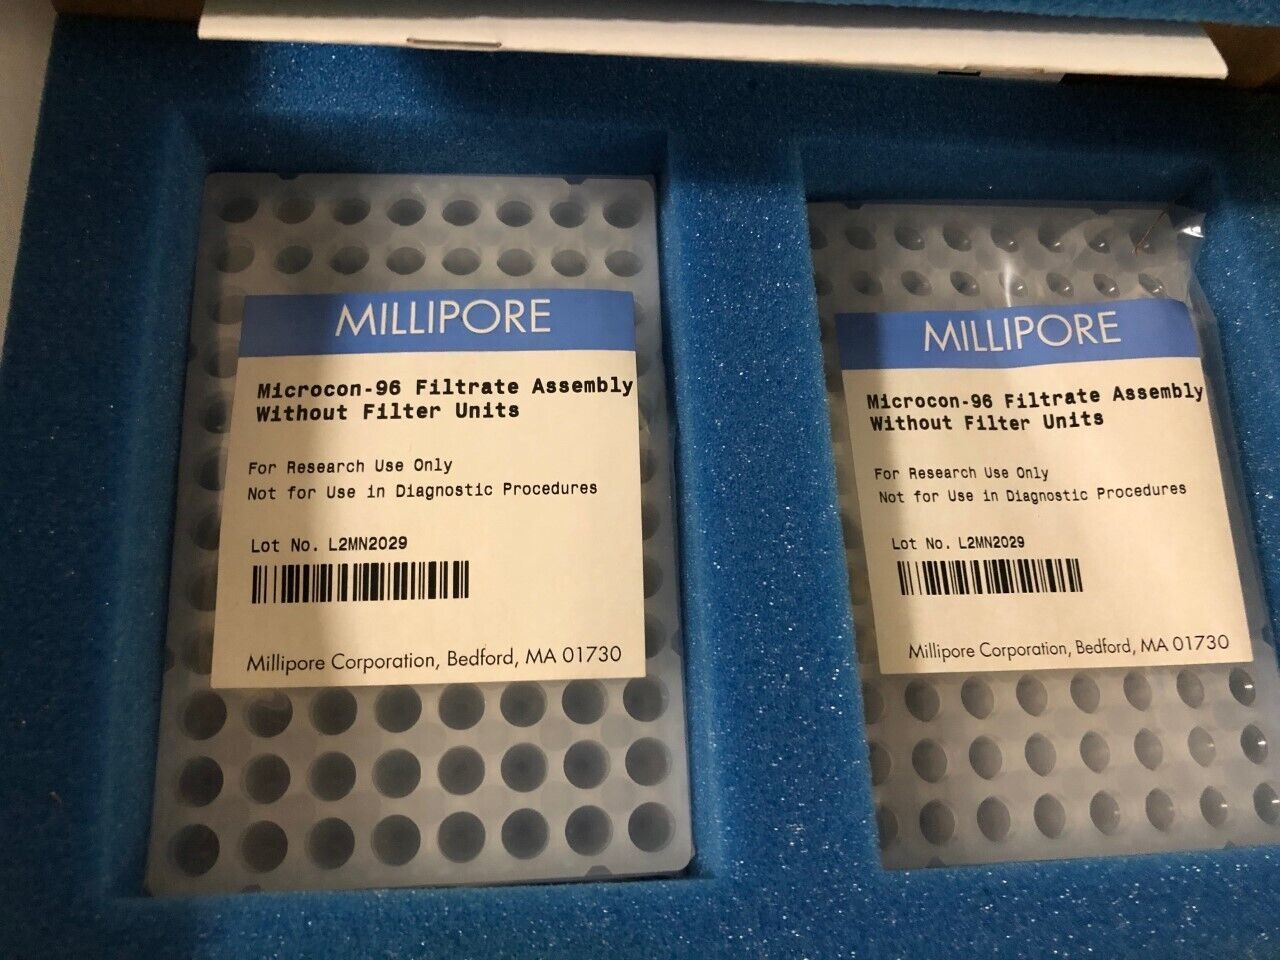 MILLIPORE
Microcon-96 Filtrate Assembly
Without Filter Units
For Research Use Only
Not for Use in Diagnostic Procedures
Lot No. L2MN2029
Millipore Corporation, Bedford, MA 01730
MILLIPORE
Microcon-96 Filtrate Assembly
Without Filter Units
For Research Use Only
Not for Use in Diagnostic Procedures
Lot No. L2MN2029
Millipore Corporation, Bedford, MA 01730